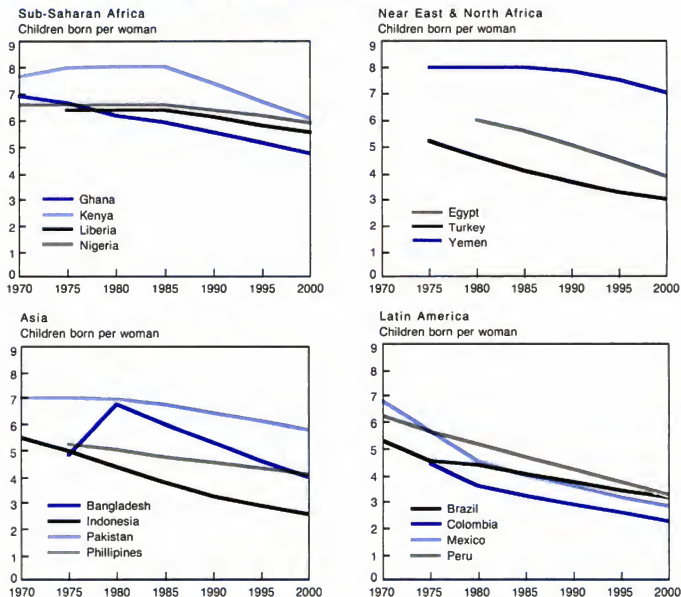 Sub-Saharan Africa
Children born per woman
9
8
7
6
5
4
3
2
1
0
Ghana
Kenya
Liberia
Nigeria
1970 1975 1980 1985 1990 1995 2000
Near East & North Africa
Children born per woman
9
8
7
6
5
4
3
2
1
0
Egypt
Turkey
Yemen
1970 1975 1980 1985 1990 1995 2000
Asia
Children born per woman
9
8
7
6
5
4
3
2
1
0
Bangladesh
Indonesia
Pakistan
Phillipines
1970 1975 1980 1985 1990 1995 2000
Latin America
Children born per woman
9
8
7
6
5
4
3
2
1
0
Brazil
Colombia
Mexico
Peru
1970 1975 1980 1985 1990 1995 2000